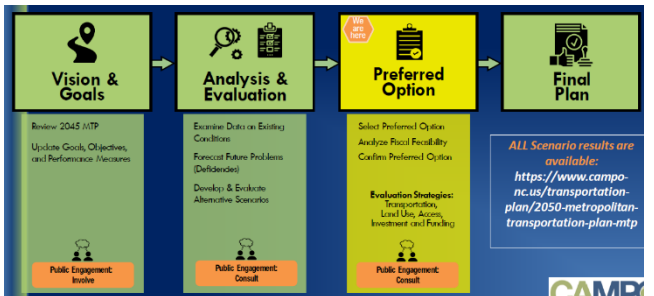 Vision &
Goals
Review 2045 MTP
Update Goals, Objectives,
and Performance Measures
Public Engagement:
Involve
Analysis &
Evaluation
Examine Data on Existing
Conditions
Forecast Future Problems
(Deficiencies)
Develop & Evaluate
Alternative Scenarios
Public Engagement:
Consult
We
are
here
Preferred
Option
Select Preferred Option
Analyze Fiscal Feasibility
Confirm Preferred Option
Evaluation Strategies:
Transportation,
Land Use, Access,
Investment and Funding
Public Engagement:
Consult
Final
Plan
ALL Scenario results are
available:
https://www.campo-
nc.us/transportation-
plan/2050-metropolitan-
transportation-plan-mtp
CAMPO